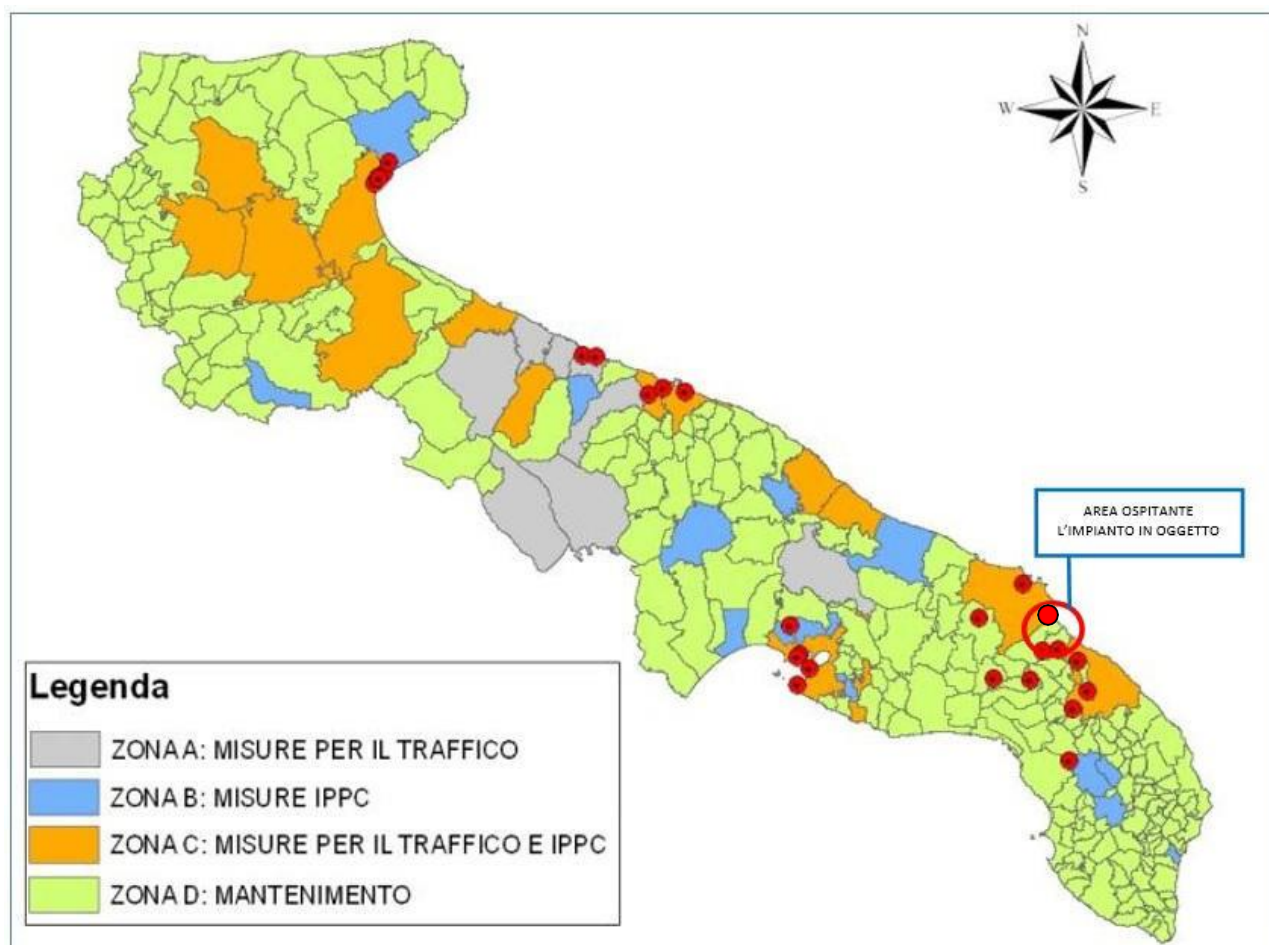 N
W
E
S
AREA OSPITANTE
L'IMPIANTO IN OGGETTO
Legenda
ZONA A: MISURE PER IL TRAFFICO
ZONA B: MISURE IPPC
ZONA C: MISURE PER IL TRAFFICO E IPPC
ZONA D: MANTENIMENTO